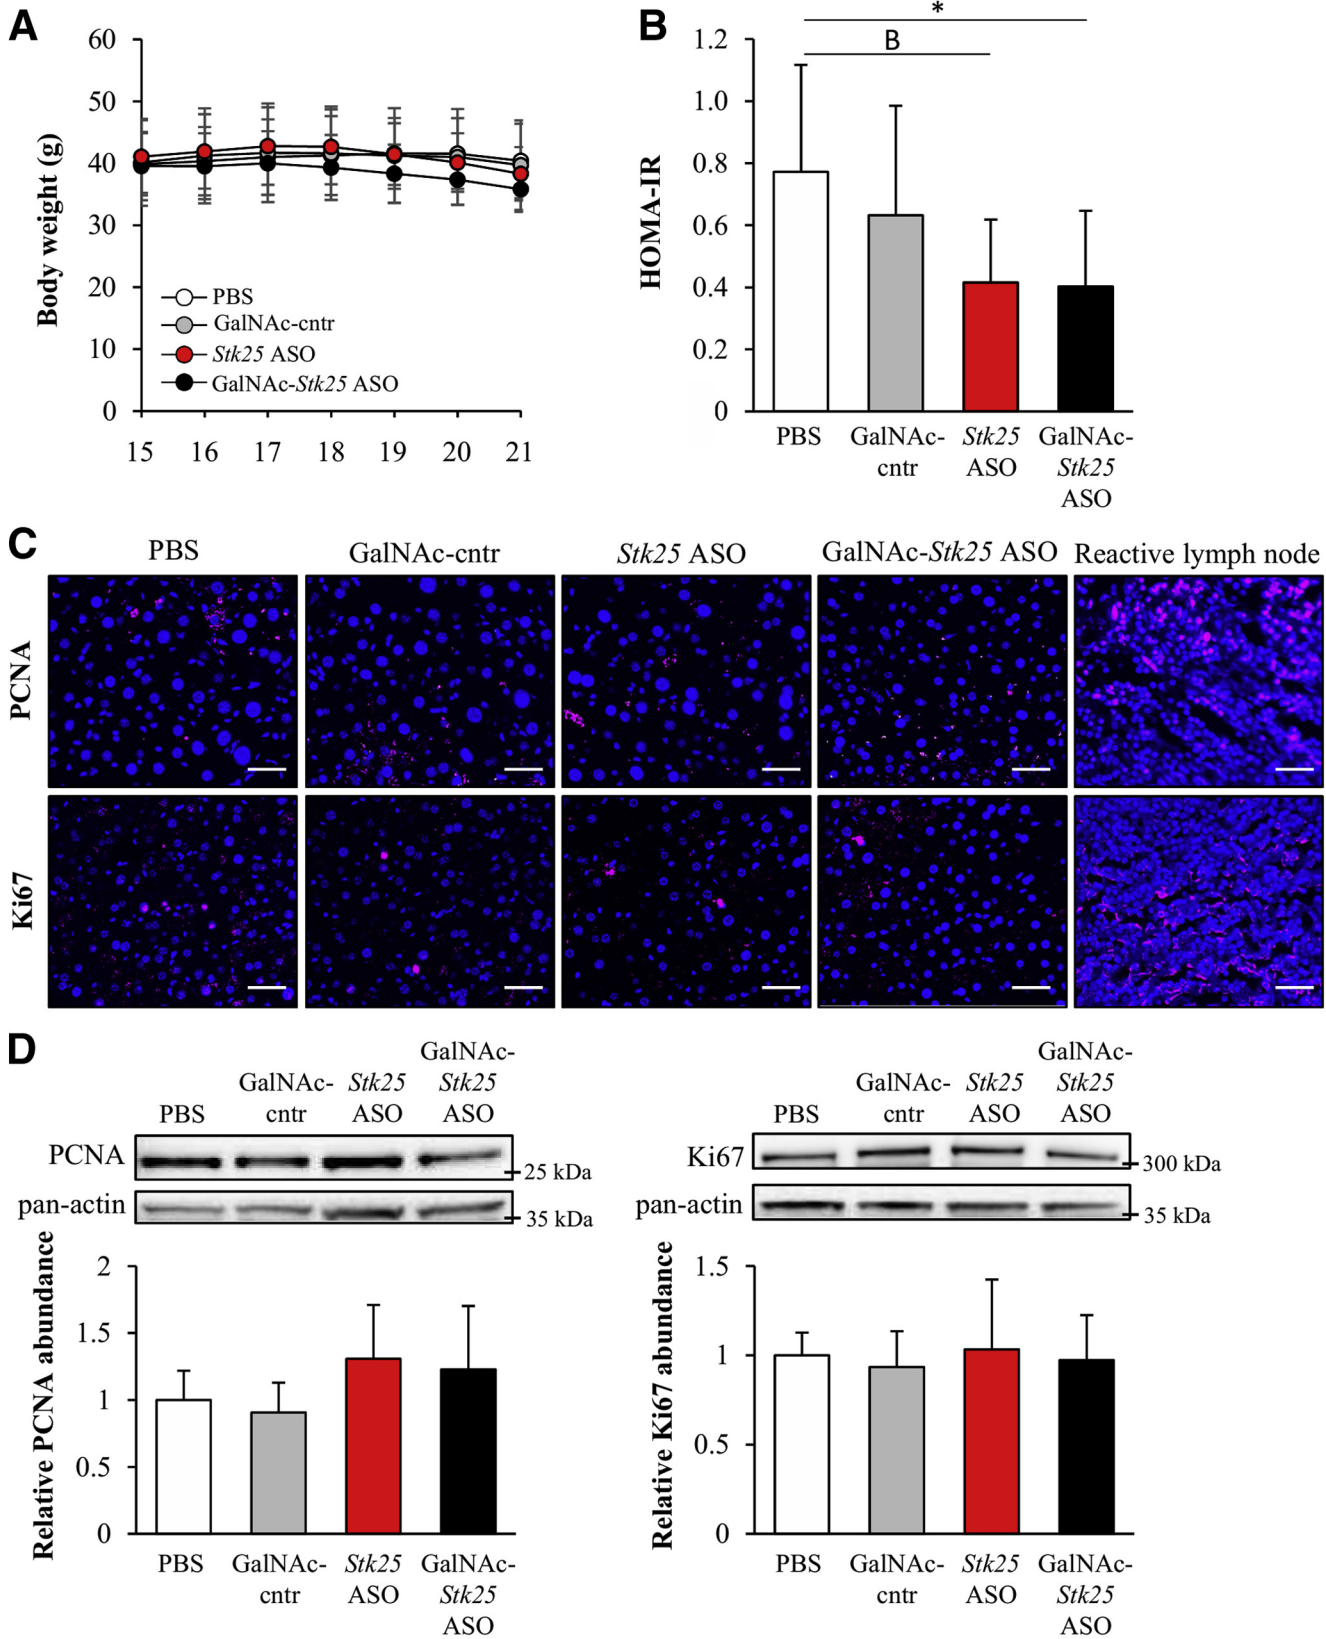 A
60
50
40
30
20
10
0
Body weight (g)
PBS
GalNAc-cntr
Stk25 ASO
GalNAc-Stk25 ASO
15 16 17 18 19 20 21
B
*
B
1.2
1.0
0.8
0.6
0.4
0.2
0
HOMA-IR
PBS
GalNAc-
cntr
Stk25
ASO
GalNAc-
Stk25
ASO
C
PBS
GalNAc-cntr
Stk25 ASO
GalNAc-Stk25 ASO
Reactive lymph node
PCNA
Ki67
D
PBS
GalNAc-
cntr
Stk25
ASO
GalNAc-
Stk25
ASO
PCNA
25 kDa
pan-actin
35 kDa
2
1.5
1
0.5
0
Relative PCNA abundance
PBS
GalNAc-
cntr
Stk25
ASO
GalNAc-
Stk25
ASO
PBS
GalNAc-
cntr
Stk25
ASO
GalNAc-
Stk25
ASO
Ki67
300 kDa
pan-actin
35 kDa
1.5
1
0.5
0
Relative Ki67 abundance
PBS
GalNAc-
cntr
Stk25
ASO
GalNAc-
Stk25
ASO